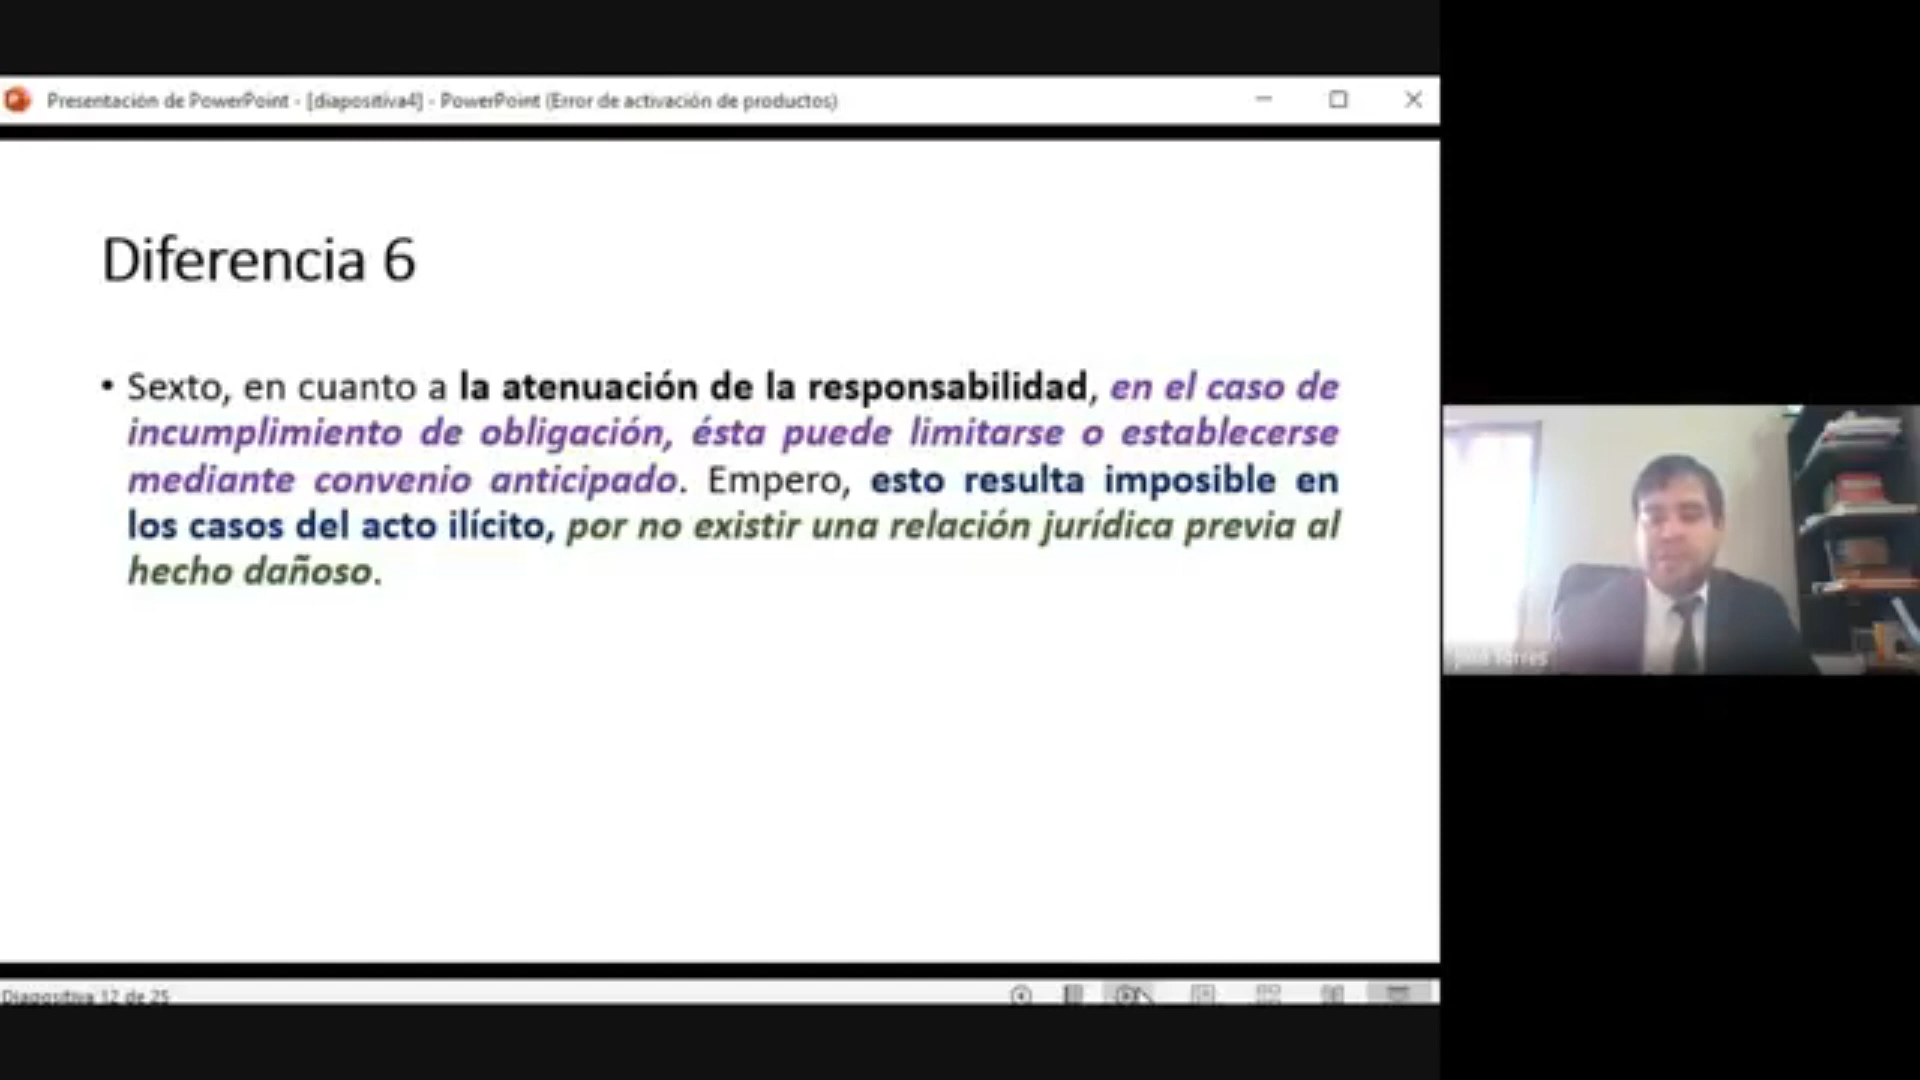 Presentación de PowerPoint - [diapositiva4] - PowerPoint (Error de activación de productos)
Diferencia 6
• Sexto, en cuanto a la atenuación de la responsabilidad, en el caso de
incumplimiento de obligación, ésta puede limitarse o establecerse
mediante convenio anticipado. Empero, esto resulta imposible en
los casos del acto ilícito, por no existir una relación jurídica previa al
hecho dañoso.
Torres
Diapositiva 12 de 25